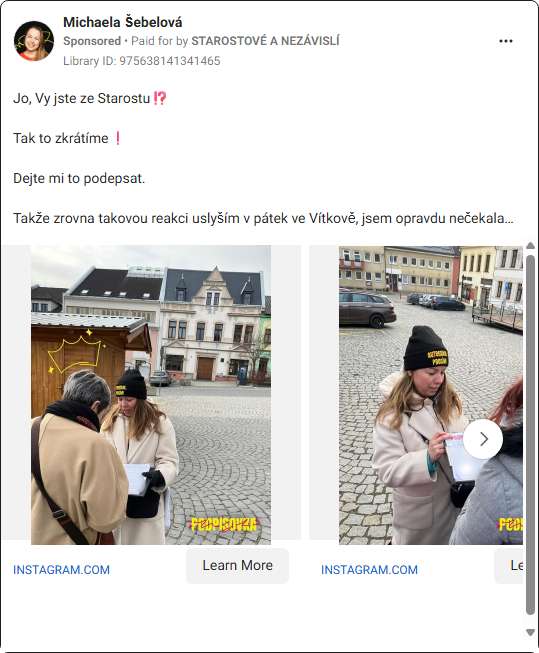 Michaela Šebelová
Sponsored • Paid for by STAROSTOVÉ A NEZÁVISLÍ
Library ID: 975638141341465
Jo, Vy jste ze Starostu⁉️
Tak to zkrátíme❗
Dejte mi to podepsat.
Takže zrovna takovou reakci uslyším v pátek ve Vítkově, jsem opravdu nečekala…
INSTAGRAM.COM
Learn More
INSTAGRAM.COM
Le